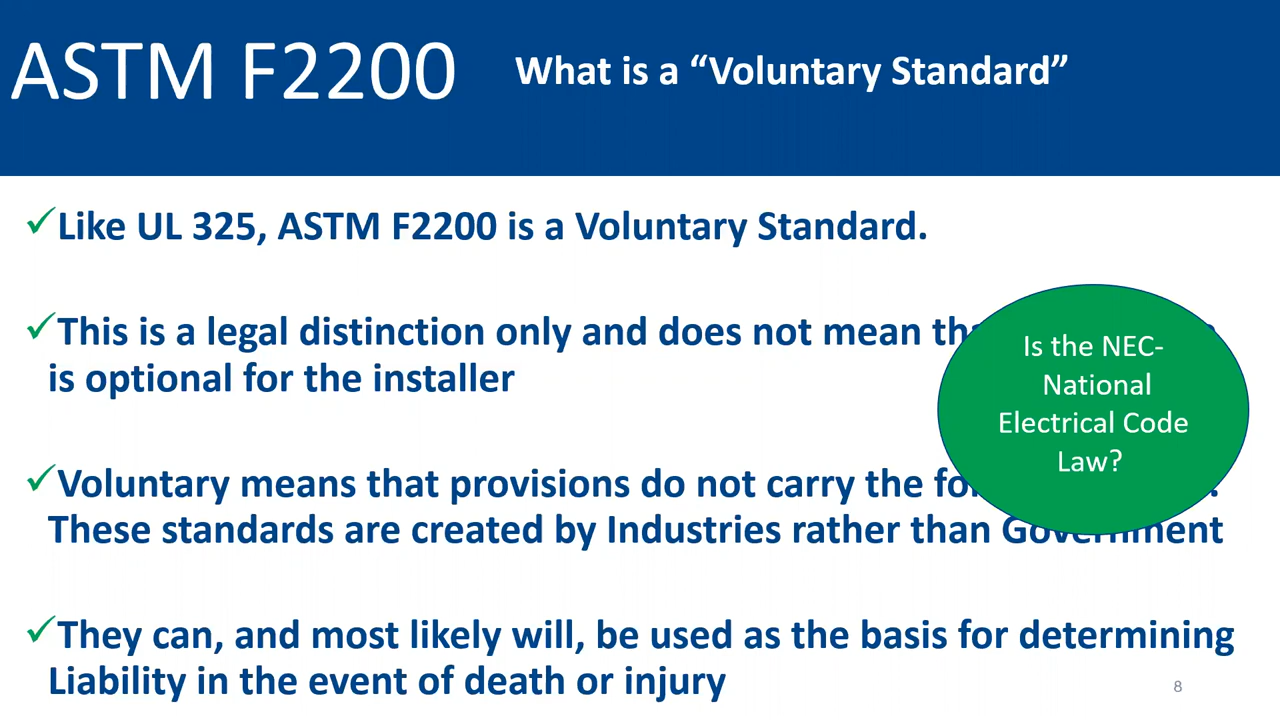 ASTM F2200
What is a “Voluntary Standard”
✓Like UL 325, ASTM F2200 is a Voluntary Standard.
✓This is a legal distinction only and does not mean
is optional for the installer
✓Voluntary means that provisions do not carry the
These standards are created by Industries rather than Government
✓They can, and most likely will, be used as the basis for determining
Liability in the event of death or injury
Is the NEC-
National
Electrical Code
Law?
8